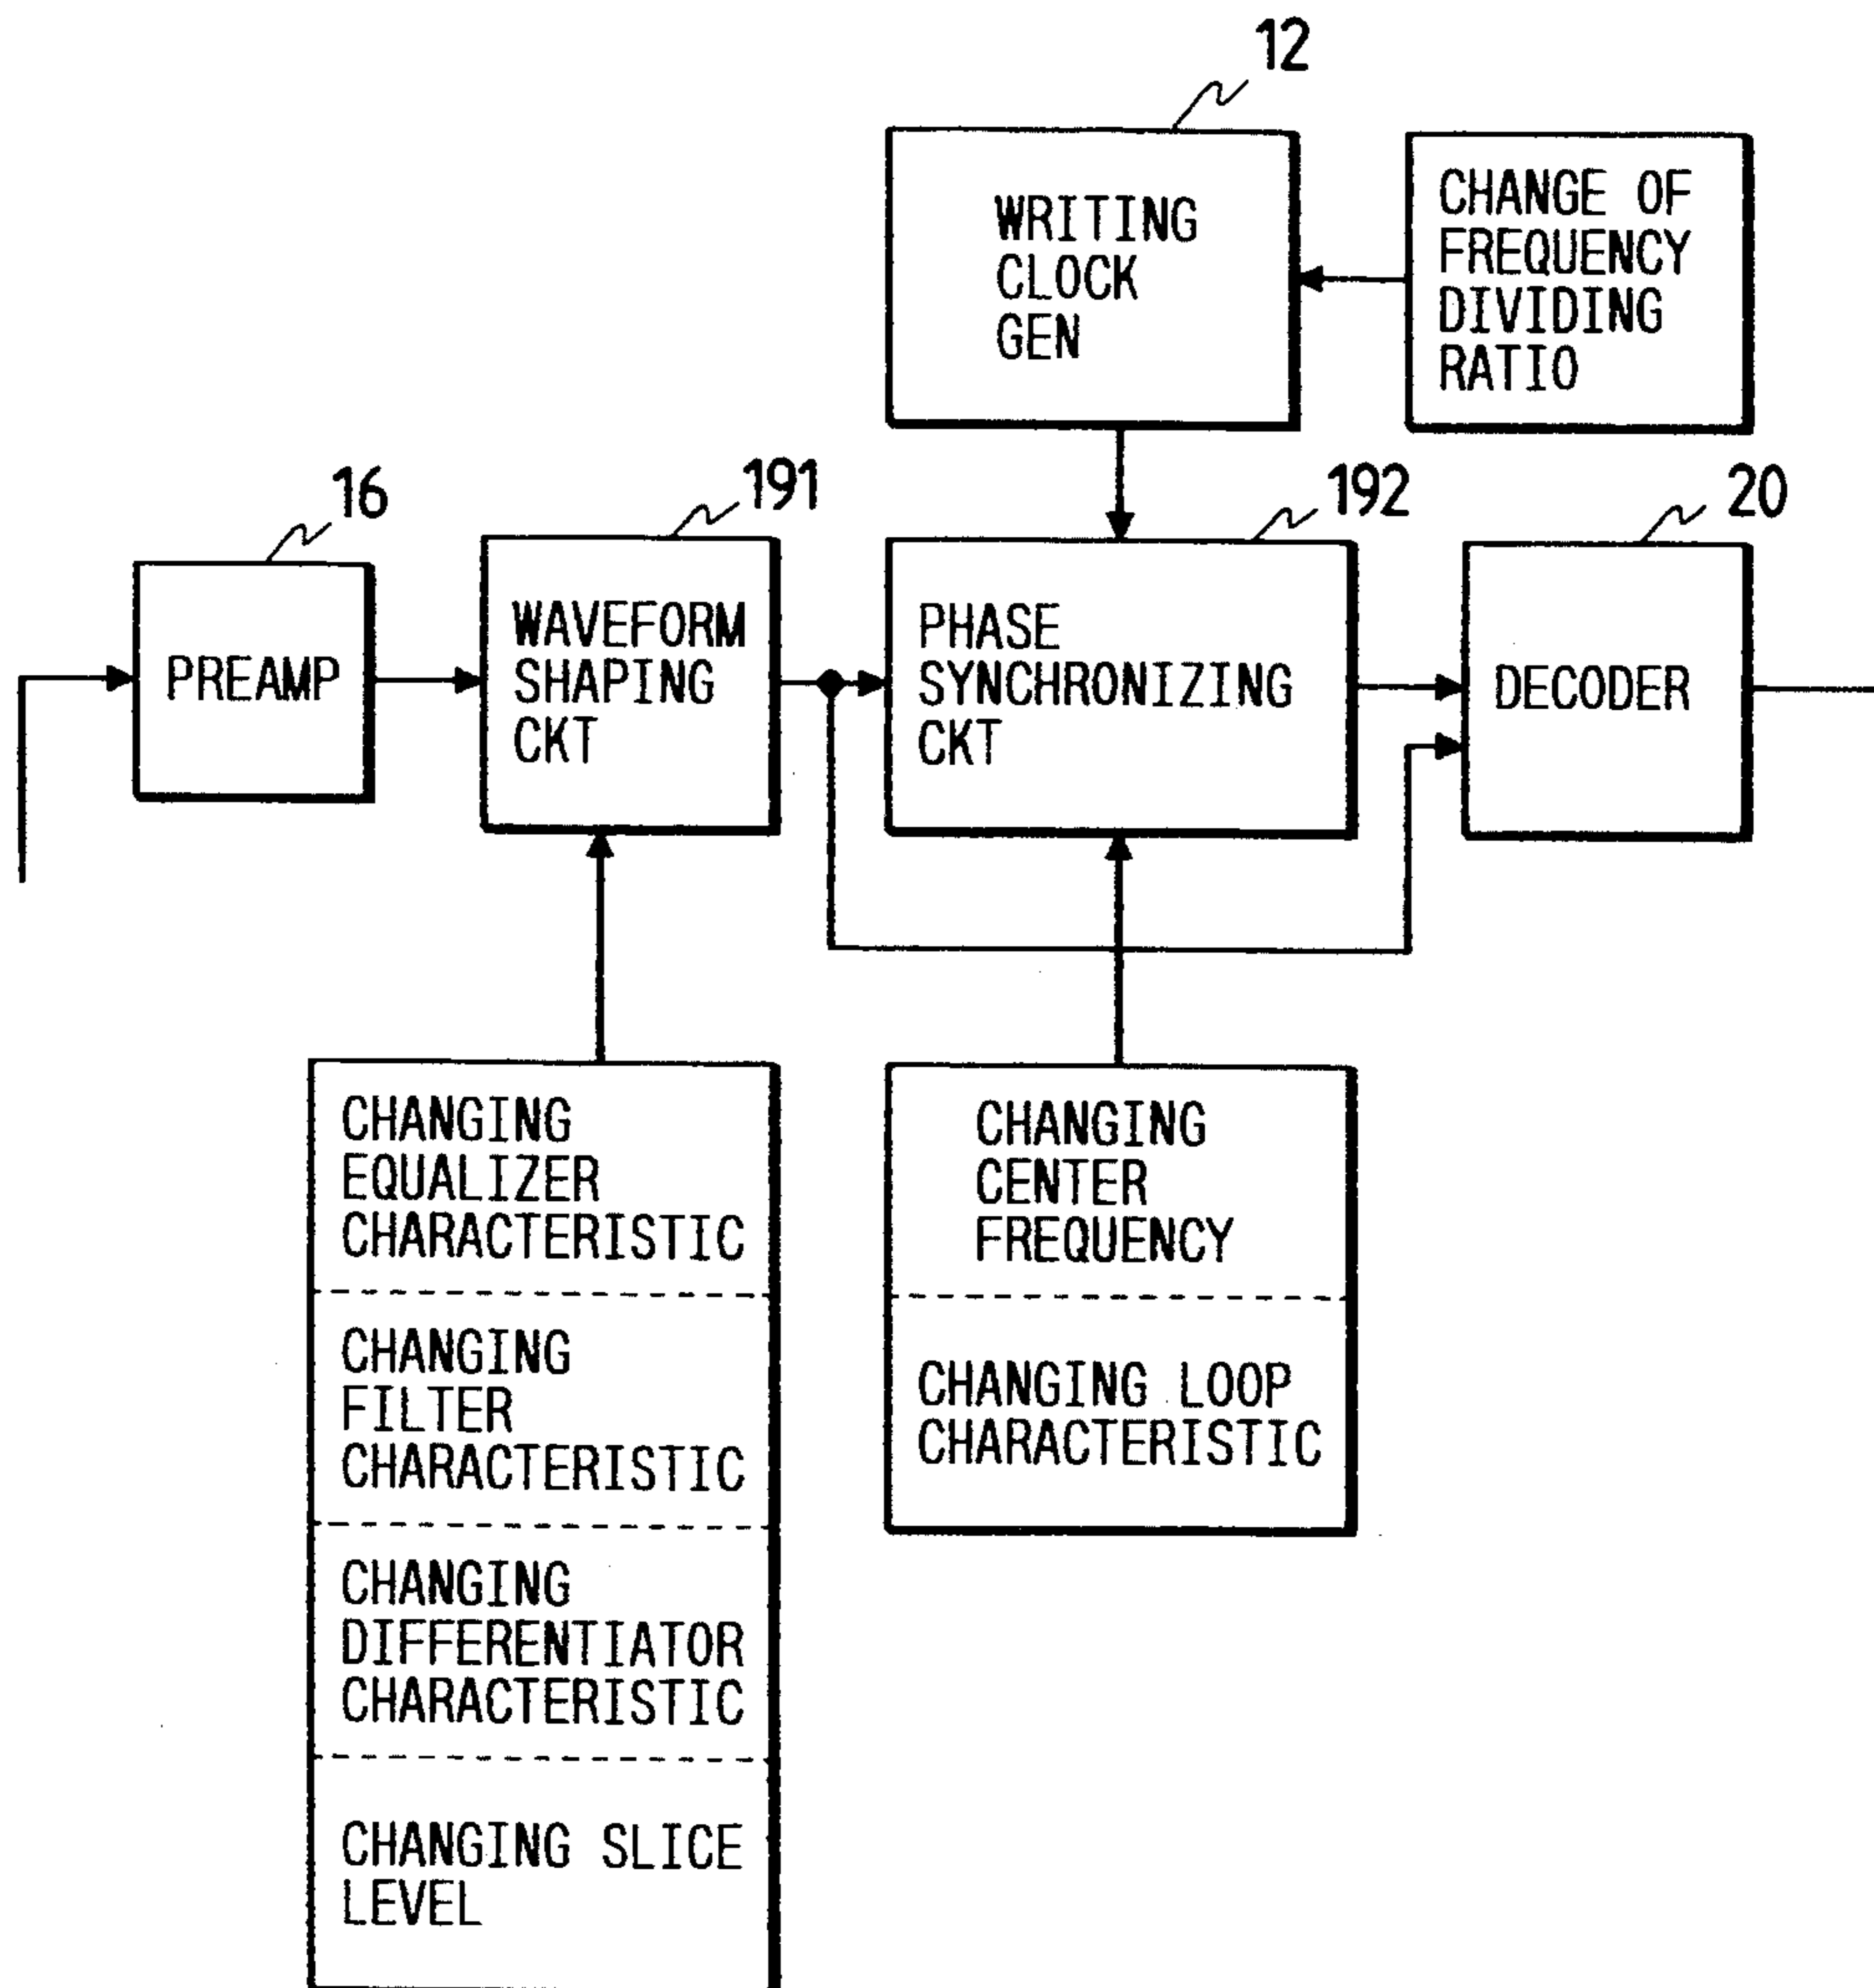 12
WRITING
CLOCK
GEN
CHANGE OF
FREQUENCY
DIVIDING
RATIO
16
191
192
20
PREAMP
WAVEFORM
SHAPING
CKT
PHASE
SYNCHRONIZING
CKT
DECODER
CHANGING
EQUALIZER
CHARACTERISTIC
CHANGING
FILTER
CHARACTERISTIC
CHANGING
DIFFERENTIATOR
CHARACTERISTIC
CHANGING SLICE
LEVEL
CHANGING
CENTER
FREQUENCY
CHANGING LOOP
CHARACTERISTIC